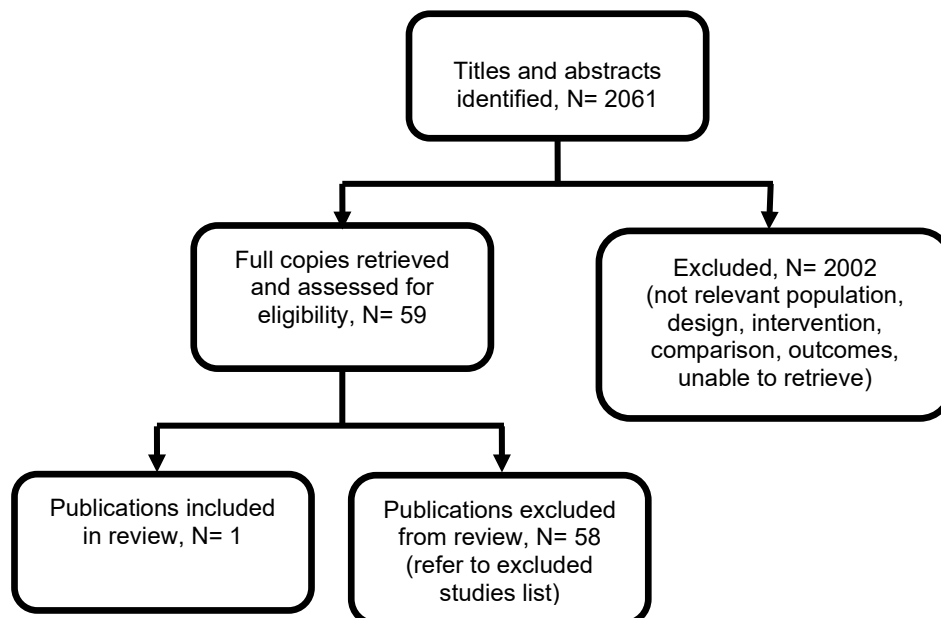 Titles and abstracts
identified, N= 2061
Full copies retrieved
and assessed for
eligibility, N= 59
Excluded, N= 2002
(not relevant population,
design, intervention,
comparison, outcomes,
unable to retrieve)
Publications included
in review, N= 1
Publications excluded
from review, N= 58
(refer to excluded
studies list)